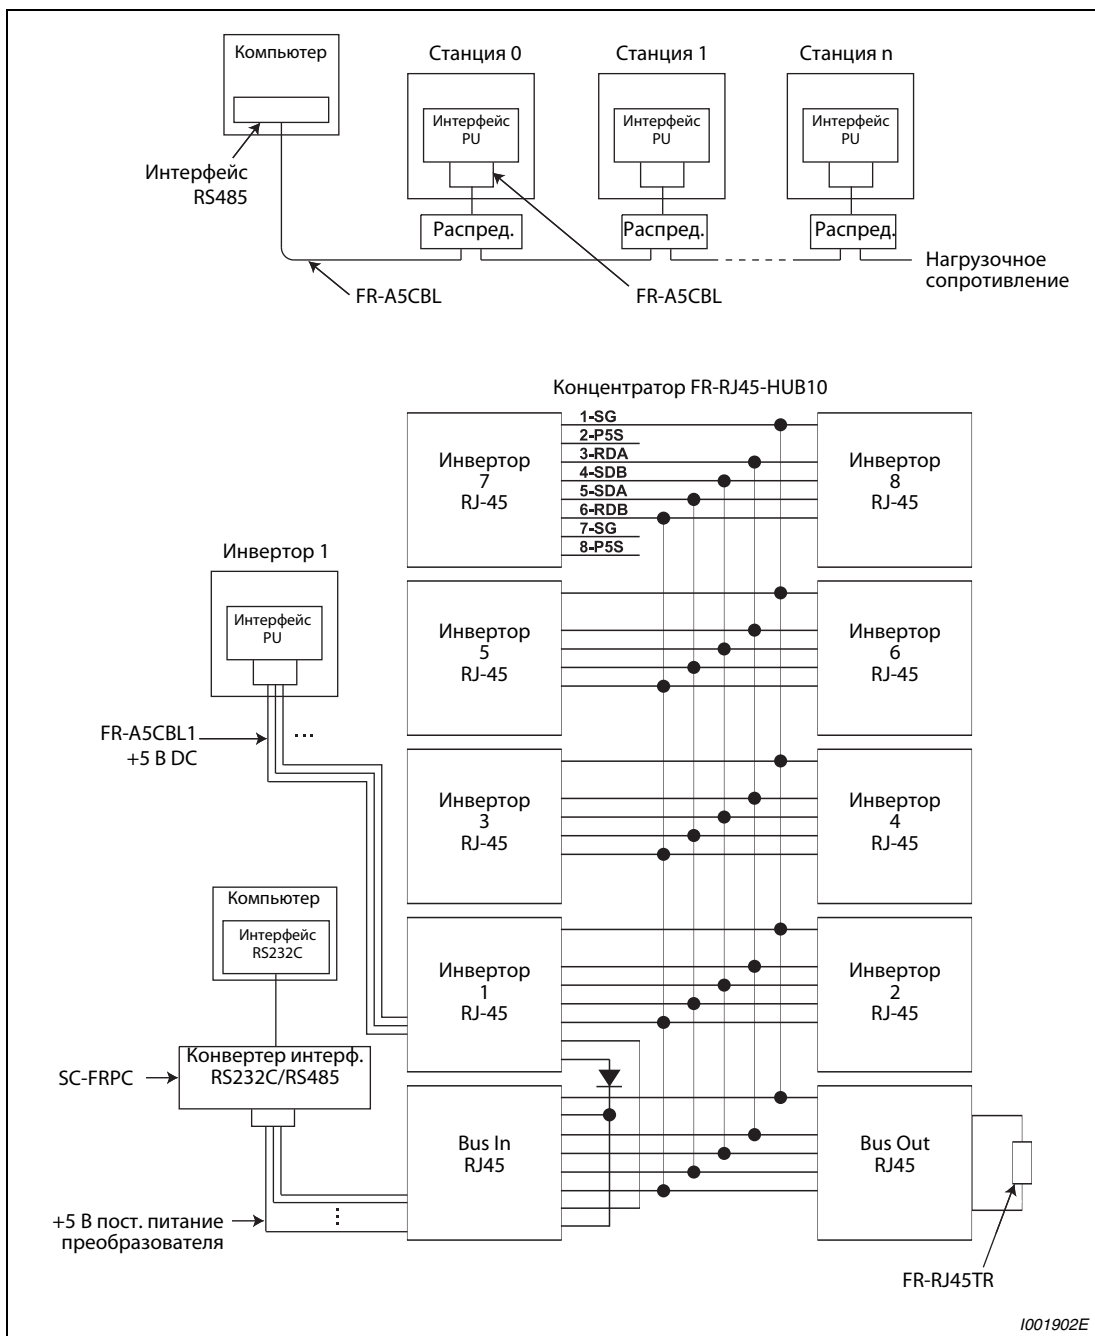 Компьютер
Станция 0
Станция 1
Станция n
Интерфейс
PU
Интерфейс
PU
Интерфейс
PU
Интерфейс
RS485
Распред.
Распред.
Распред.
Нагрузочное
сопротивление
FR-A5CBL
FR-A5CBL
Концентратор FR-RJ45-HUB10
Инвертор
7
RJ-45
1-SG
2-P5S
3-RDA
4-SDB
5-SDA
6-RDB
7-SG
8-P5S
Инвертор
8
RJ-45
Инвертор 1
Интерфейс
PU
Инвертор
5
RJ-45
Инвертор
6
RJ-45
FR-A5CBL1
+5 В DC
...
Инвертор
3
RJ-45
Инвертор
4
RJ-45
Компьютер
Интерфейс
RS232C
Инвертор
1
RJ-45
Инвертор
2
RJ-45
Конвертер интерф.
RS232C/RS485
SC-FRPC
Bus In
RJ45
Bus Out
RJ45
+5 В пост. питание
преобразователя
FR-RJ45TR
I001902E